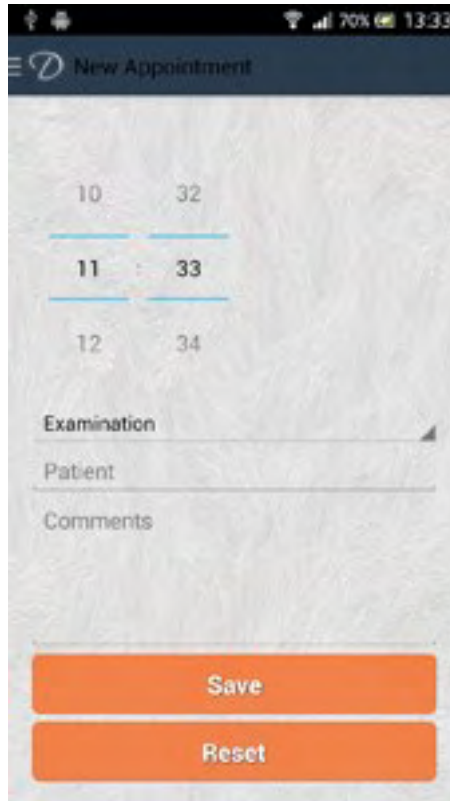 70% 13:33
D New Appointment
10 32
11 : 33
12 34
Examination
Patient
Comments
Save
Reset